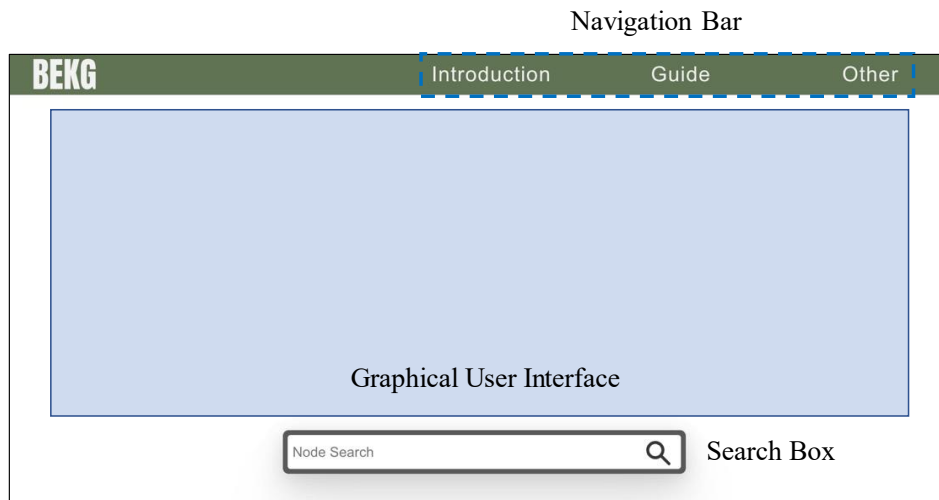 Navigation Bar
BEKG Introduction Guide Other
Graphical User Interface
Node Search
Search Box